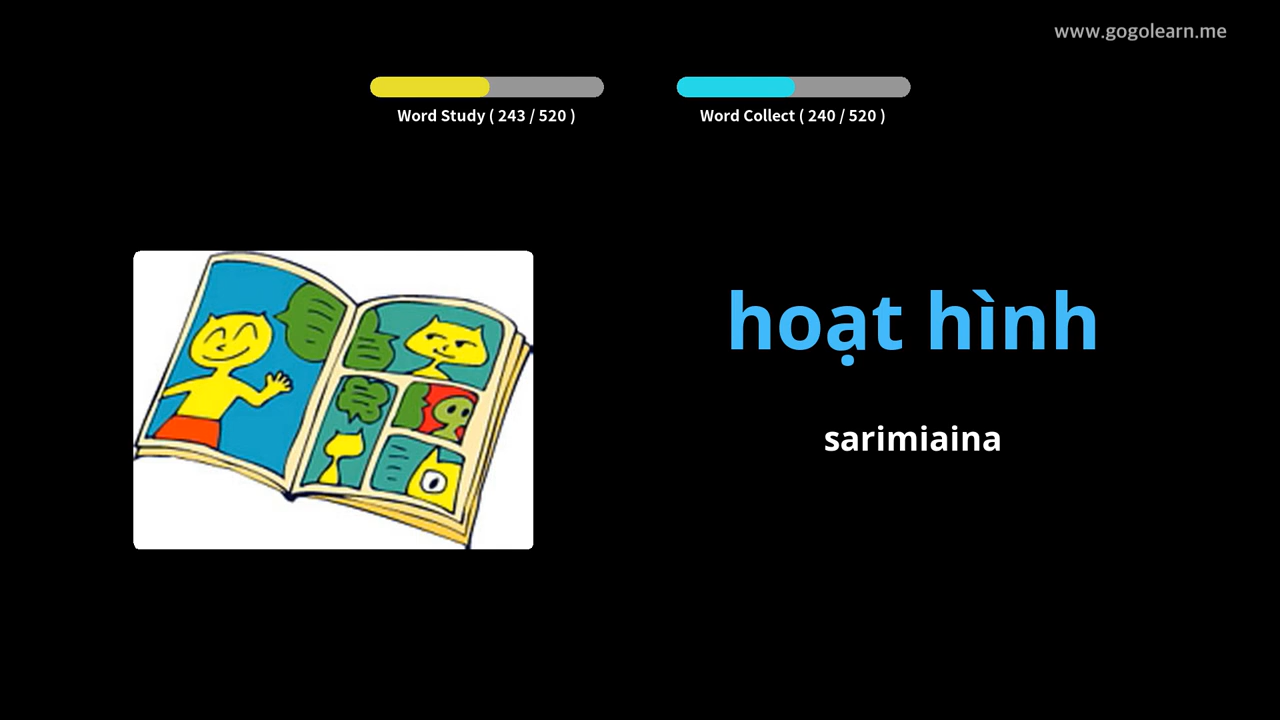 www.gogolearn.me
Word Study ( 243 / 520 )
Word Collect ( 240 / 520 )
hoạt hình
sarimiaina